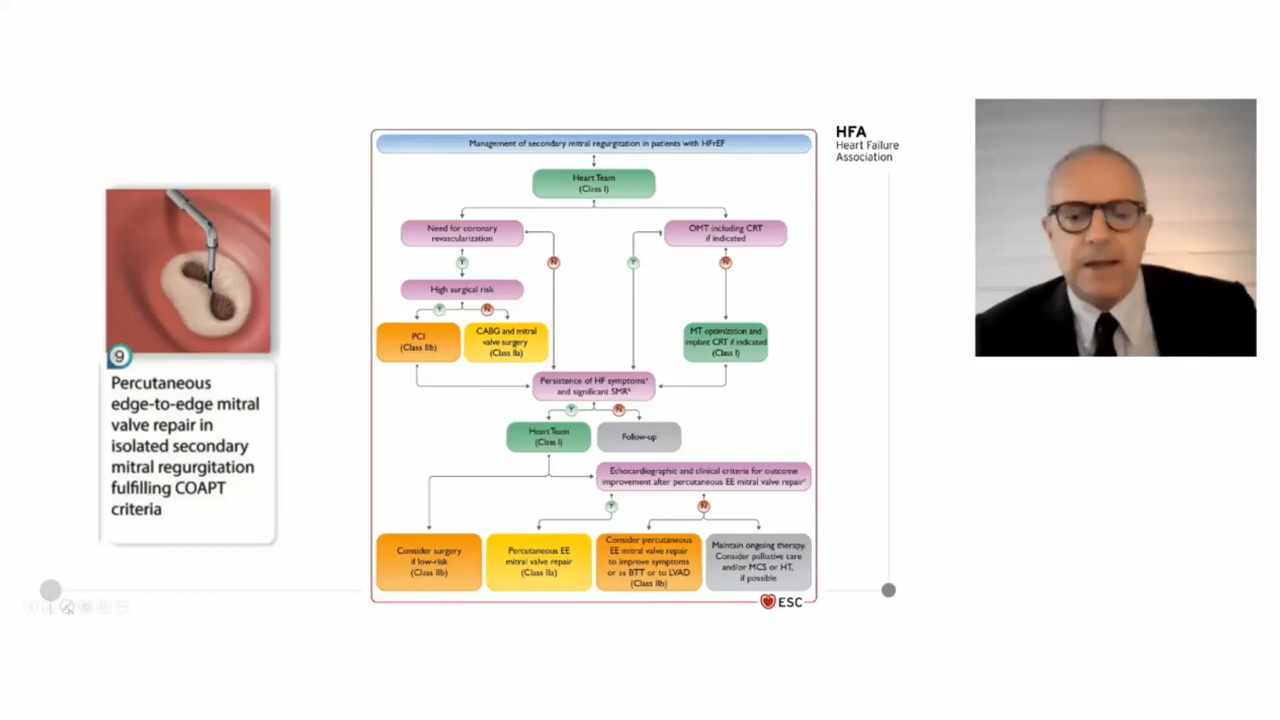 HFA
Heart Failure
Association
Management of secondary mitral regurgitation in patients with HFrEF
Heart Team
(Class I)
Need for coronary
revascularization
OMT including CRT
if indicated
Y
N
Y
N
High surgical risk
Y
N
PCI
(Class IIb)
CABG and mitral
valve surgery
(Class IIa)
MT optimization and
implant CRT if indicated
(Class I)
Persistence of HF symptomsᵃ
and significant SMRᵇ
Y
N
Heart Team
(Class I)
Follow-up
Echocardiographic and clinical criteria for outcome
improvement after percutaneous EE mitral valve repairᶜ
Y
N
Consider surgery
if low-risk
(Class IIb)
Percutaneous EE
mitral valve repair
(Class IIa)
Consider percutaneous
EE mitral valve repair
to improve symptoms
or as BTT or to LVAD
(Class IIb)
Maintain ongoing therapy.
Consider palliative care
and/or MCS or HT,
if possible
ESC
9
Percutaneous
edge-to-edge mitral
valve repair in
isolated secondary
mitral regurgitation
fulfilling COAPT
criteria